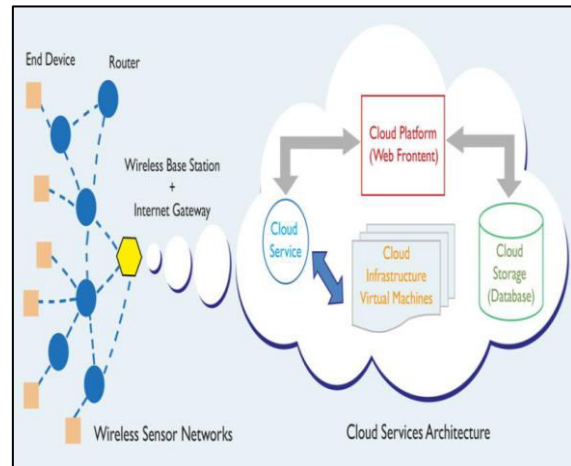 End Device
Router
Wireless Base Station
+
Internet Gateway
Cloud Platform
(Web Frontent)
Cloud
Service
Cloud
Infrastructure
Virtual Machines
Cloud
Storage
(Database)
Wireless Sensor Networks
Cloud Services Architecture